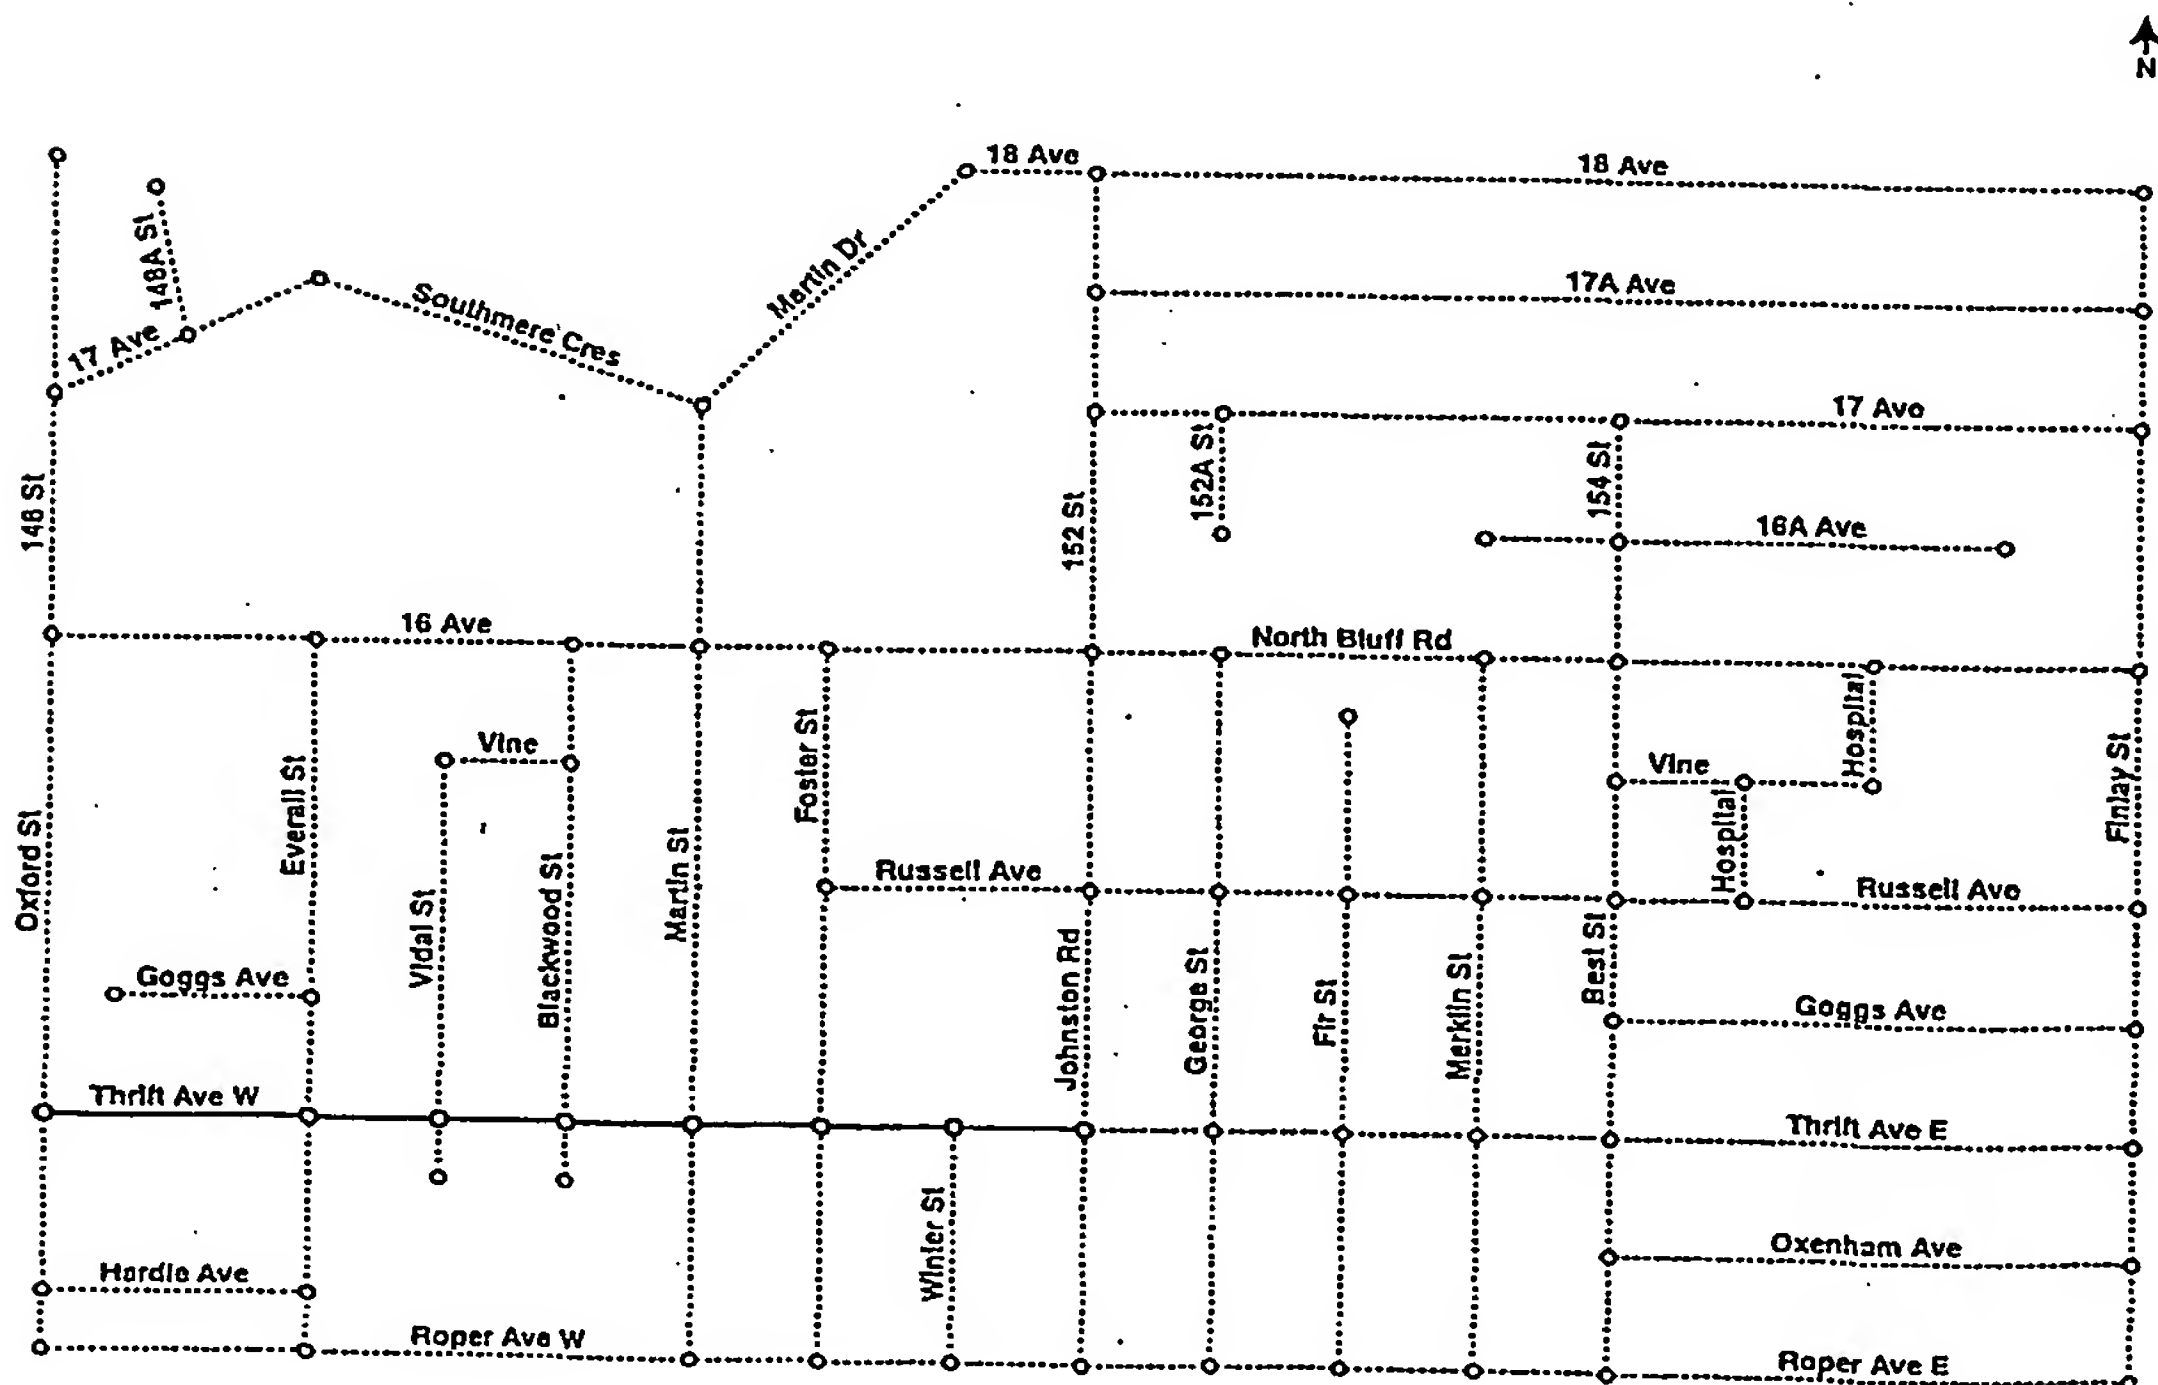 N
18 Ave
18 Ave
148A St
Martin Dr
17A Ave
Southmere Cres
17 Ave
17 Ave
148 St
152 St
152A St
154 St
16A Ave
16 Ave
North Bluff Rd
Vine
Vine
Hospital
Hospital
Oxford St
Everall St
Vidal St
Blackwood St
Martin St
Foster St
Russell Ave
Russell Ave
Finlay St
Goggs Ave
Johnston Rd
George St
Fir St
Merklin St
Best St
Goggs Ave
Thrift Ave W
Thrift Ave E
Winter St
Oxenham Ave
Hardie Ave
Roper Ave W
Roper Ave E